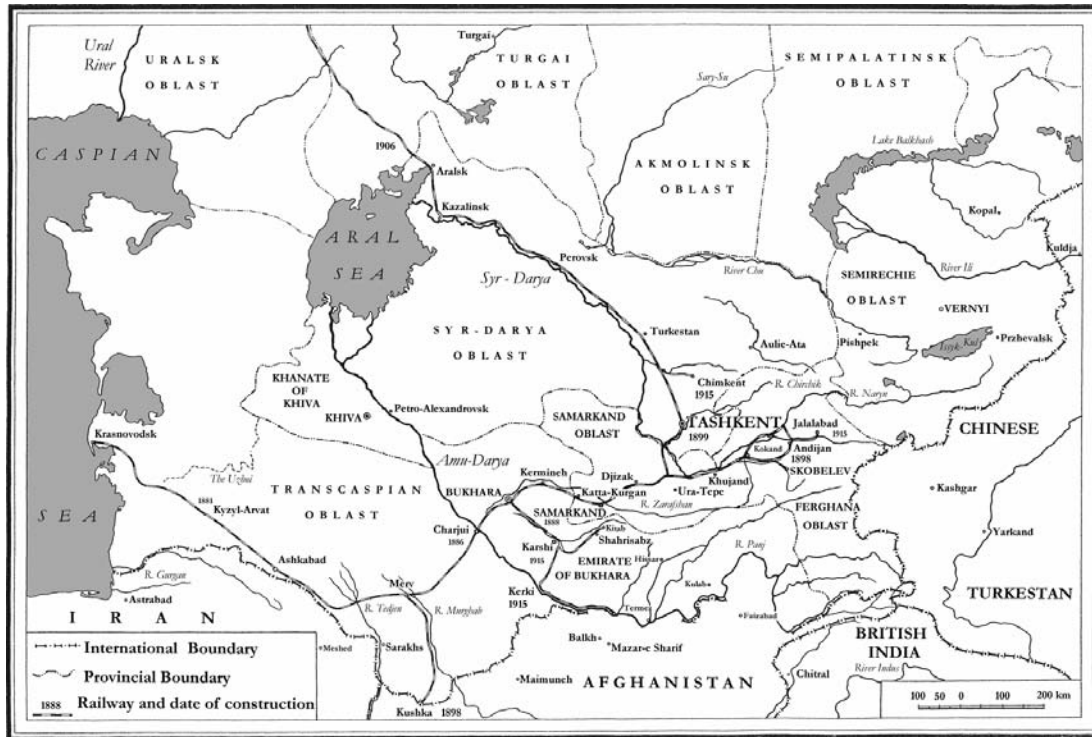 Ural
River
URALSK
OBLAST
Turgai
TURGAI
OBLAST
Sary-Su
SEMIPALATINSK
OBLAST
CASPIAN
SEA
1906
Aralsk
Kazalinsk
ARAL
SEA
AKMOLINSK
OBLAST
Lake Balkhash
Kopal
Kuldja
Perovsk
River Chu
SEMIRECHIE
OBLAST
River Ili
Syr - Darya
VERNYI
SYR-DARYA
OBLAST
Turkestan
Aulie-Ata
Pishpek
Issyk-Kul
Przhevalsk
KHANATE
OF
KHIVA
KHIVA
Petro-Alexandrovsk
Chimkent
1915
R. Chirchik
R. Naryn
SAMARKAND
OBLAST
TASHKENT
1899
Jalalabad
1915
CHINESE
TURKESTAN
Krasnovodsk
Kokand
Andijan
1898
SKOBELEV
Amu-Darya
The Uzboi
Kermineh
Djizak
Khujand
Ura-Tepe
BUKHARA
Katta-Kurgan
Kashgar
TRANSCASPIAN
OBLAST
1881
Kyzyl-Arvat
SAMARKAND
1888
R. Zarafshan
FERGHANA
OBLAST
Charjui
1886
Kitab
Shahrisabz
Karshi
1915
Yarkand
Ashkabad
EMIRATE
OF BUKHARA
Hissar
R. Panj
R. Gurgan
Astrabad
Merv
R. Tedjen
R. Murghab
Kerki
1915
Kolab
Termez
Faizabad
IRAN
Meshed
Sarakhs
Balkh
Mazar-e Sharif
BRITISH
INDIA
River Indus
Chitral
Maimuneh
AFGHANISTAN
Kushka 1898
International Boundary
Provincial Boundary
1888 Railway and date of construction
100 50 0 100 200 km